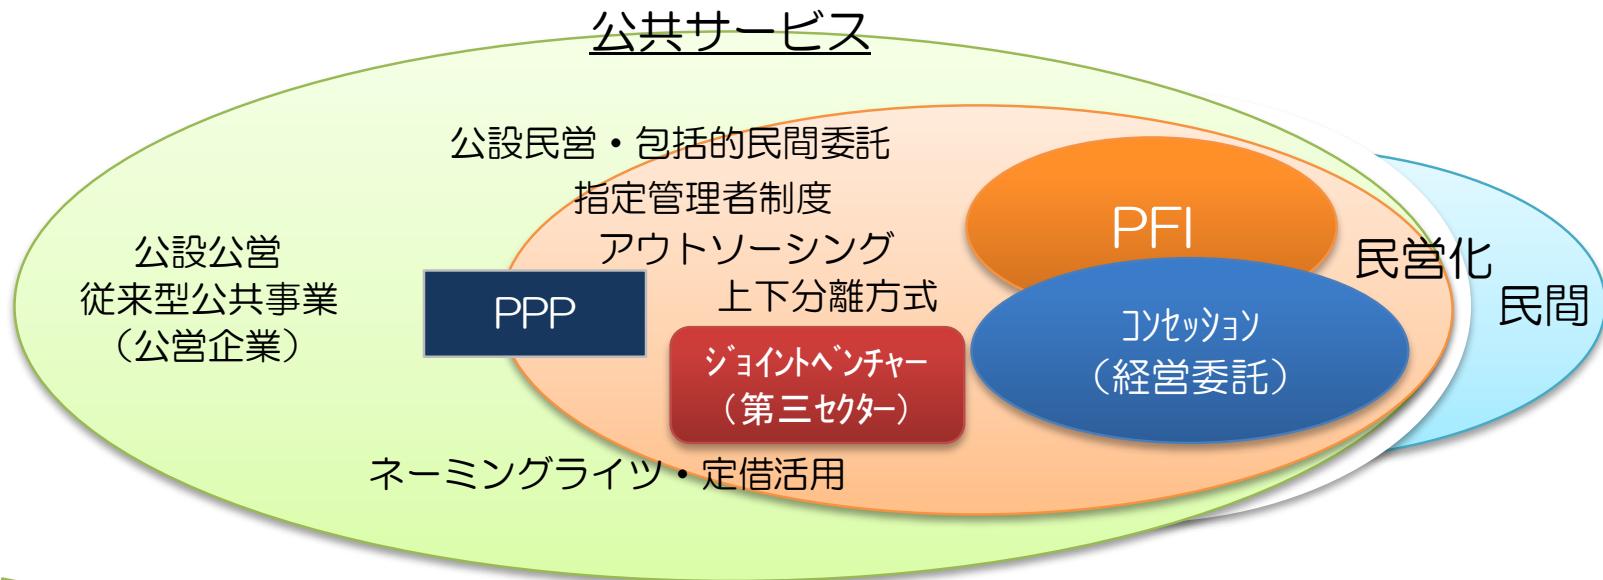 公共サービス
公設民営・包括的民間委託
指定管理者制度
アウトソーシング
上下分離方式
公設公営
従来型公共事業
（公営企業）
PPP
ｼﾞｮｲﾝﾄﾍﾞﾝﾁｬｰ
（第三ｾｸﾀｰ）
PFI
ｺﾝｾｯｼｮﾝ
（経営委託）
民営化
民間
ネーミングライツ・定借活用